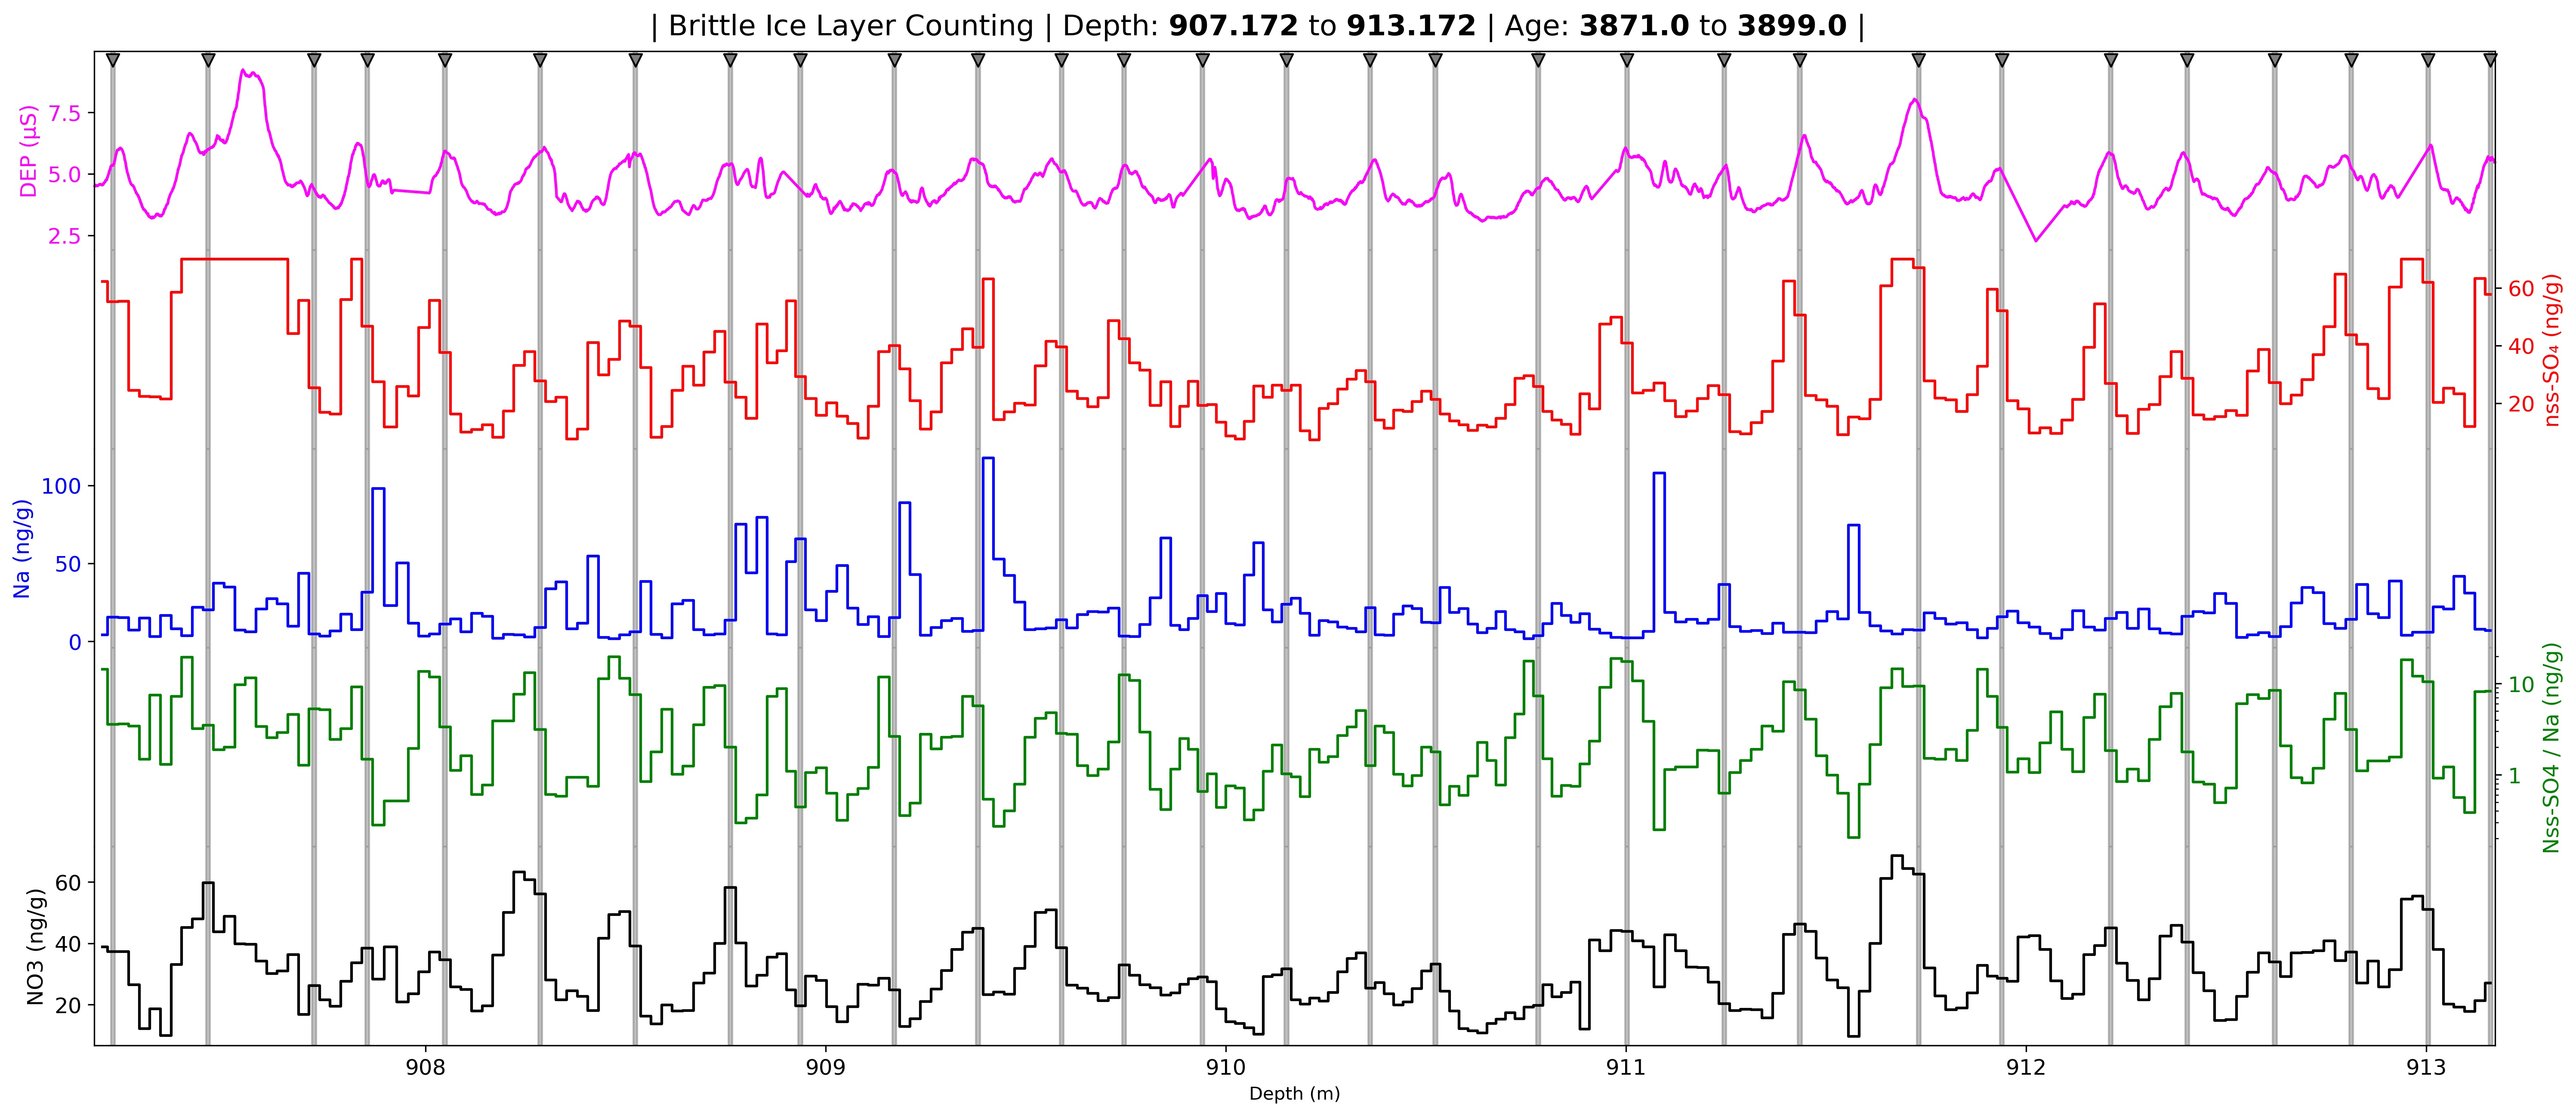 | Brittle Ice Layer Counting | Depth: 907.172 to 913.172 | Age: 3871.0 to 3899.0 |
DEP (μS)
7.5
5.0
2.5
60
40
20
nss-SO₄ (ng/g)
Na (ng/g)
100
50
0
10
1
Nss-SO4 / Na (ng/g)
NO3 (ng/g)
60
40
20
908
909
910
911
912
913
Depth (m)